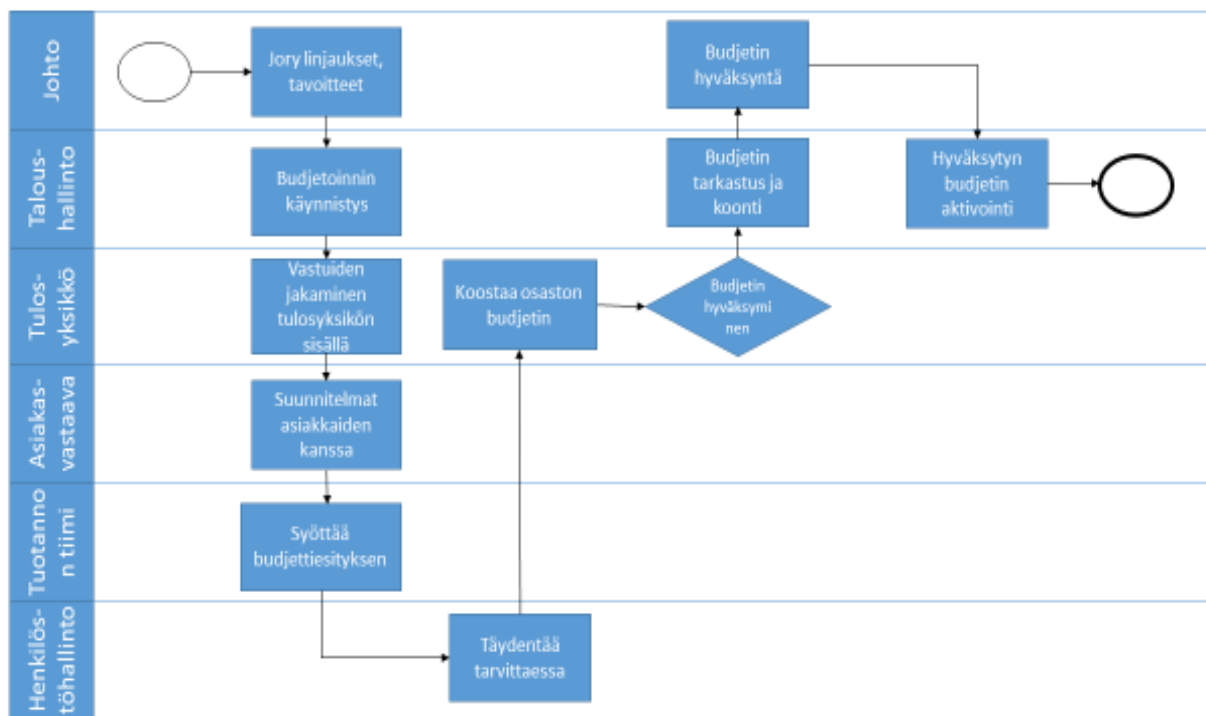 Johto
Jory linjaukset,
tavoitteet
Budjetin
hyväksyntä
Talous-
hallinto
Budjetoinnin
käynnistys
Budjetin
tarkastus ja
koonti
Hyväksytyn
budjetin
aktivointi
Tulos-
yksikkö
Vastuiden
jakaminen
tulosyksikön
sisällä
Koostaa osaston
budjetin
Budjetin
hyväksymi
nen
Asiakas-
vastaava
Suunnitelmat
asiakkaiden
kanssa
Tuotanno
n tiimi
Syöttää
budjettiesityksen
Henkilös-
töhallinto
Täydentää
tarvittaessa